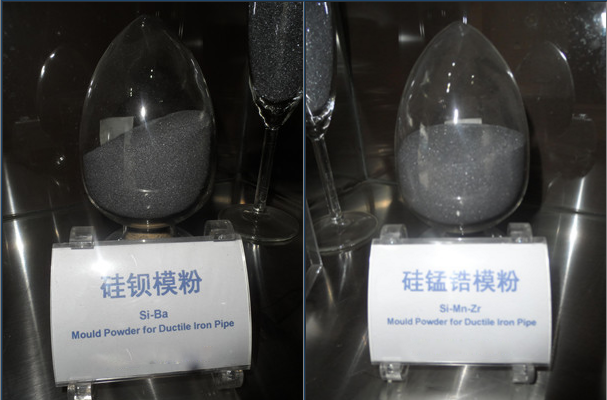 硅钡模粉
Si-Ba
Mould Powder for Ductile Iron Pipe
硅锰锆模粉
Si-Mn-Zr
Mould Powder for Ductile Iron Pipe